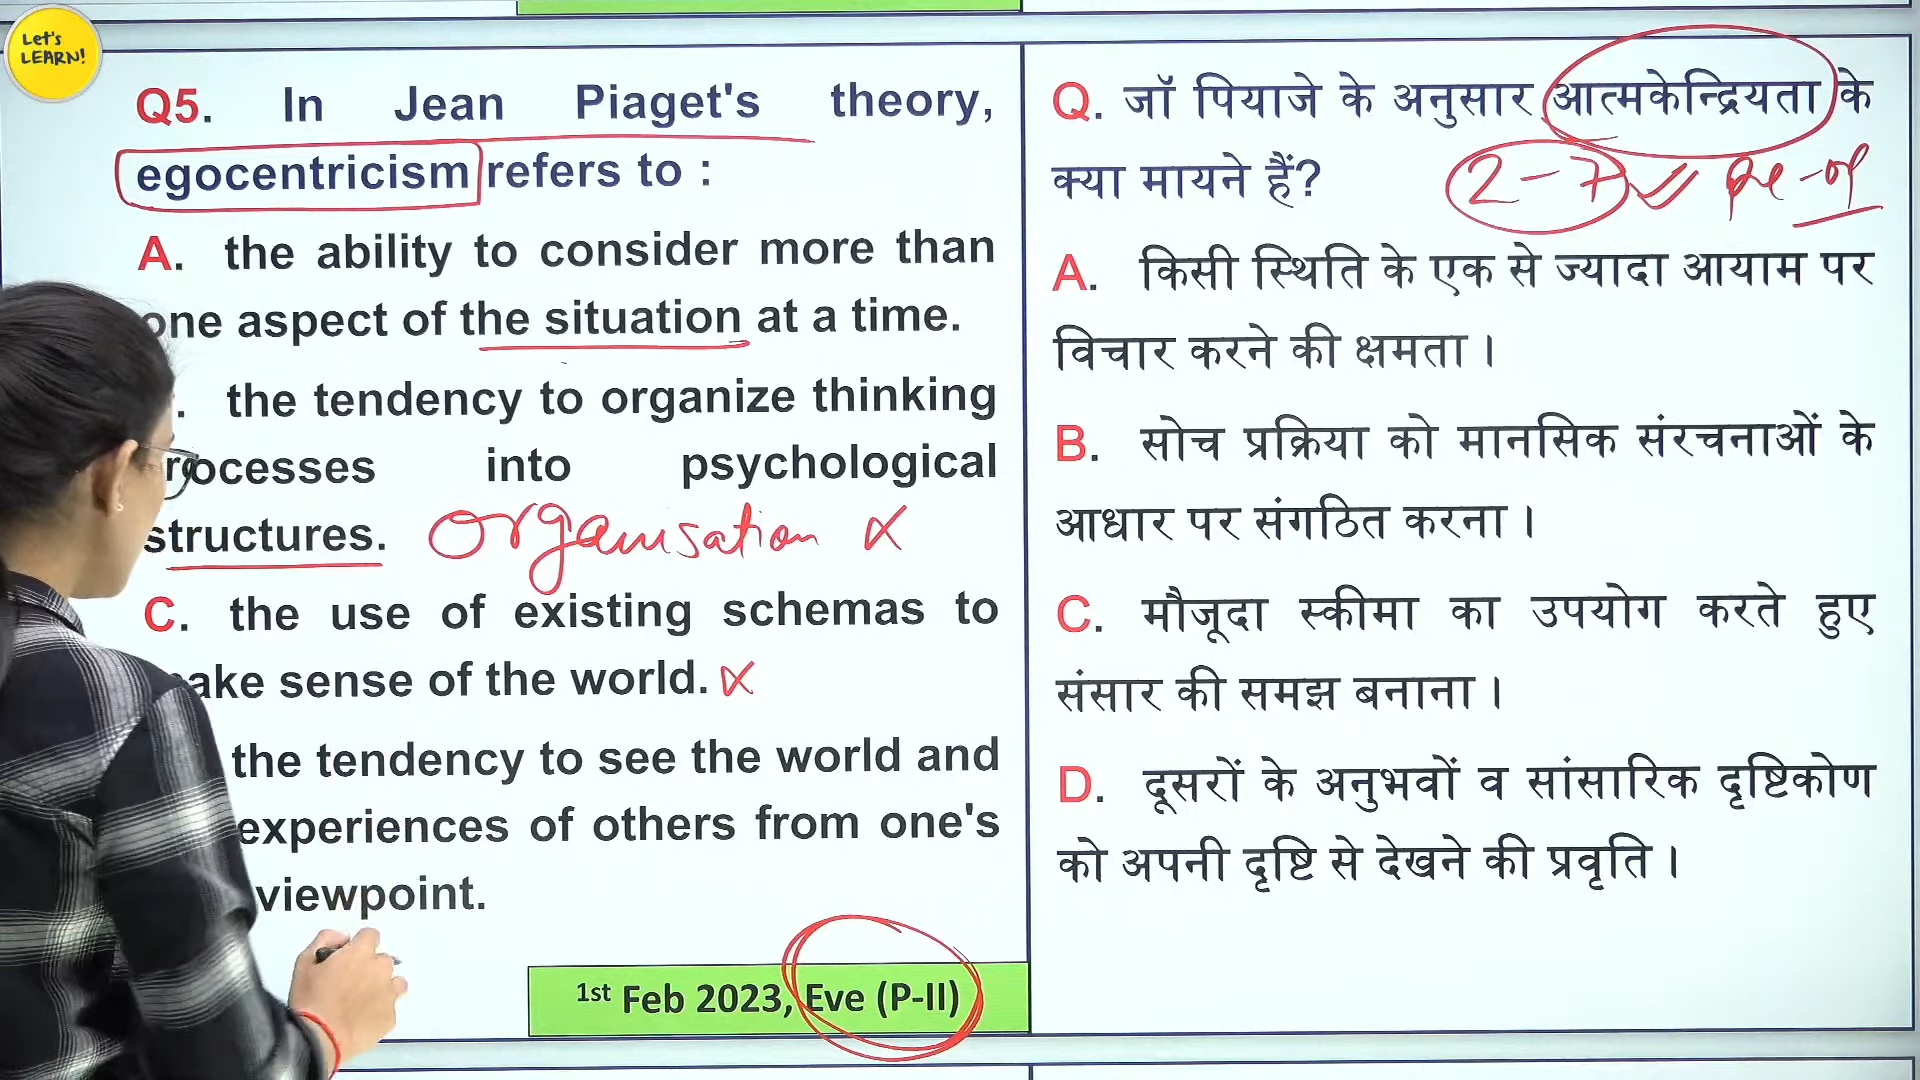 Let's
LEARN!
Q5. In Jean Piaget's theory,
egocentricism refers to :
A. the ability to consider more than
one aspect of the situation at a time.
. the tendency to organize thinking
rocesses into psychological
structures. organisation
C. the use of existing schemas to
ake sense of the world.
the tendency to see the world and
experiences of others from one's
viewpoint.
1st Feb 2023, Eve (P-II)
Q. जॉ पियाजे के अनुसार आत्मकेन्द्रियता के
क्या मायने हैं? 2-7 Pre-op
A. किसी स्थिति के एक से ज्यादा आयाम पर
विचार करने की क्षमता।
B. सोच प्रक्रिया को मानसिक संरचनाओं के
आधार पर संगठित करना।
C. मौजूदा स्कीमा का उपयोग करते हुए
संसार की समझ बनाना।
D. दूसरों के अनुभवों व सांसारिक दृष्टिकोण
को अपनी दृष्टि से देखने की प्रवृति।